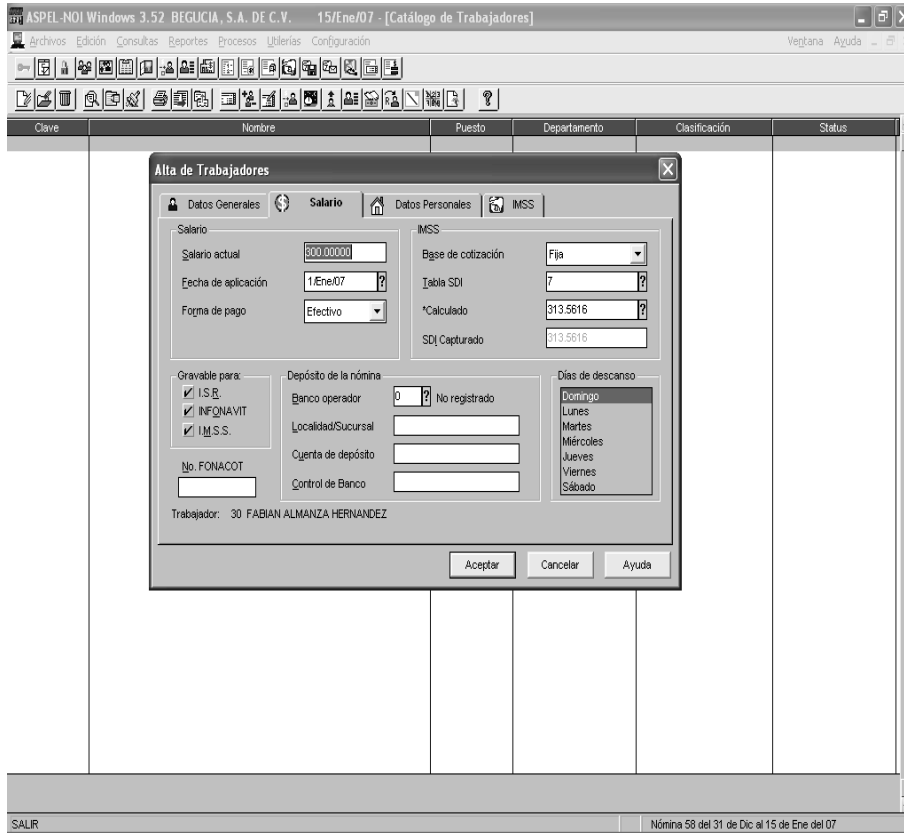 ASPEL-NOI Windows 3.52 BEGUCIA, S.A. DE C.V. 15/Ene/07 - [Catálogo de Trabajadores]
Archivos Edición Consultas Reportes Procesos Utilerías Configuración Ventana Ayuda
Clave Nombre Puesto Departamento Clasificación Status
Alta de Trabajadores
Datos Generales Salario Datos Personales IMSS
Salario
Salario actual 300.00000
Fecha de aplicación 1/Ene/07 ?
Forma de pago Efectivo
IMSS
Base de cotización Fija
Tabla SDI 7 ?
*Calculado 313.5616 ?
SDI Capturado 313.5616
Gravable para:
I.S.R.
INFONAVIT
I.M.S.S.
No. FONACOT
Depósito de la nómina
Banco operador 0 ? No registrado
Localidad/Sucursal
Cuenta de depósito
Control de Banco
Días de descanso
Domingo
Lunes
Martes
Miércoles
Jueves
Viernes
Sábado
Trabajador: 30 FABIAN ALMANZA HERNANDEZ
Aceptar Cancelar Ayuda
SALIR Nómina 58 del 31 de Dic al 15 de Ene del 07